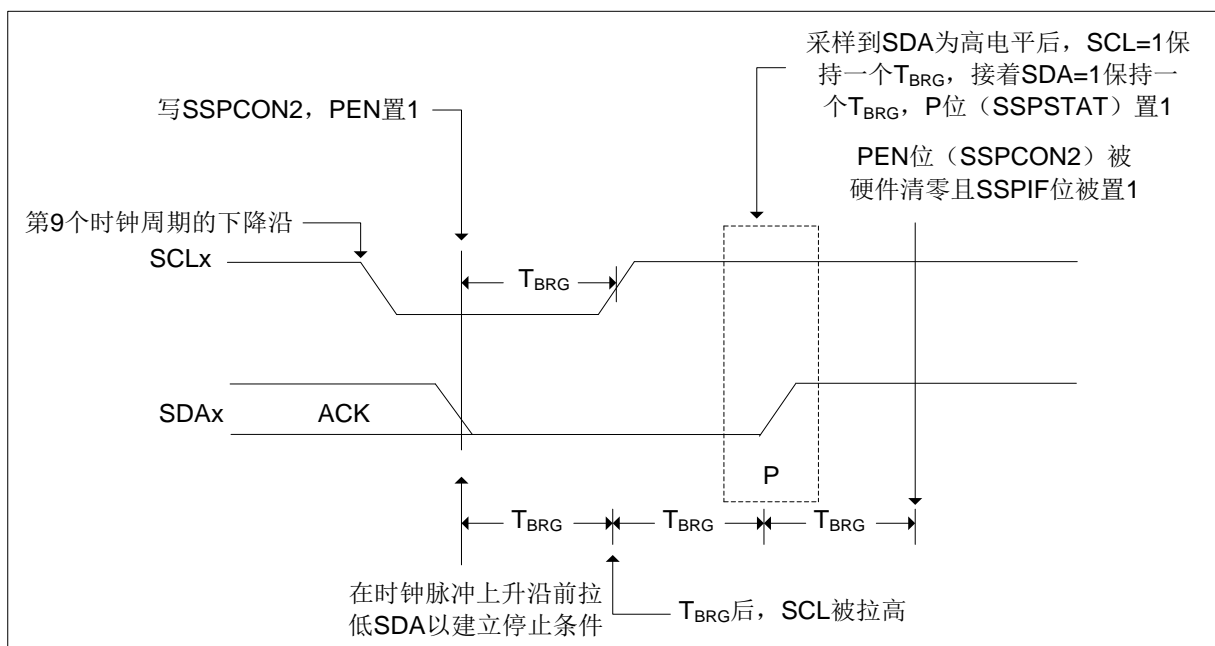 采样到SDA为高电平后，SCL=1保
持一个TBRG，接着SDA=1保持一
个TBRG，P位（SSPSTAT）置1
写SSPCON2，PEN置1
PEN位（SSPCON2）被
硬件清零且SSPIF位被置1
第9个时钟周期的下降沿
SCLx
TBRG
SDAx
ACK
P
TBRG
TBRG
TBRG
在时钟脉冲上升沿前拉
低SDA以建立停止条件
TBRG后，SCL被拉高